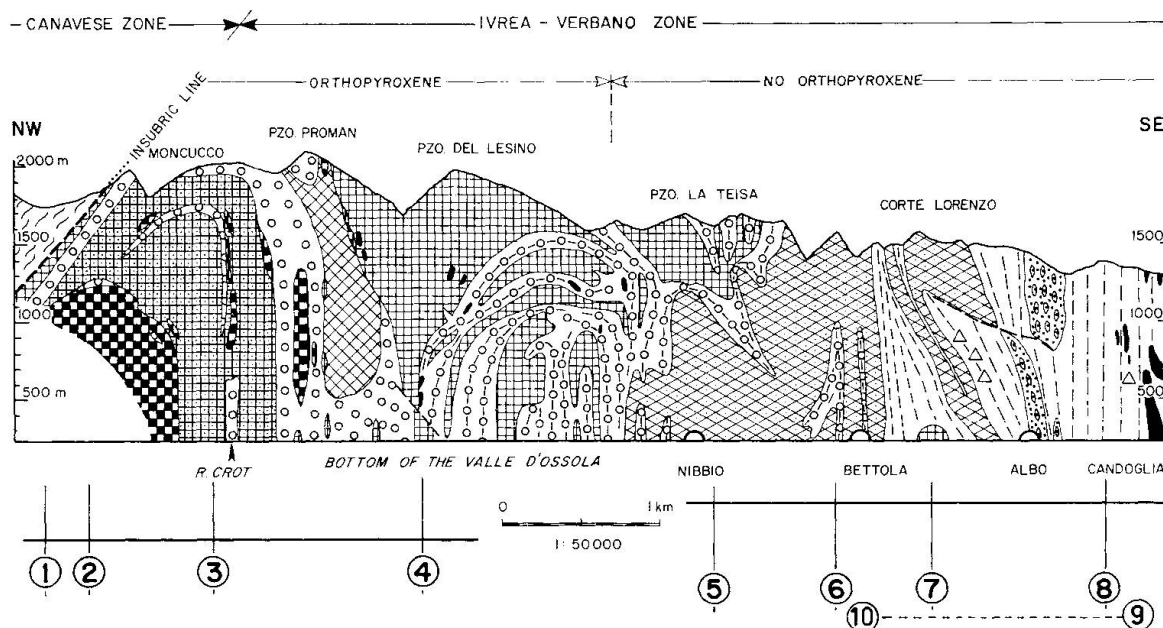 CANAVESE ZONE IVREA - VERBANO ZONE
ORTHOPYROXENE NO ORTHOPYROXENE
INSUBRIC LINE
NW SE
PZO. PROMAN
MONCUCCO PZO. DEL LESINO
2000 m
PZO. LA TEISA
CORTE LORENZO
1500 1500
1000 1000
500 m 500
R. CROT BOTTOM OF THE VALLE D'OSSOLA
NIBBIO BETTOLA ALBO CANDOGLIA
0 1 km
1:50000
1 2 3 4 5 6 7 8
10 9